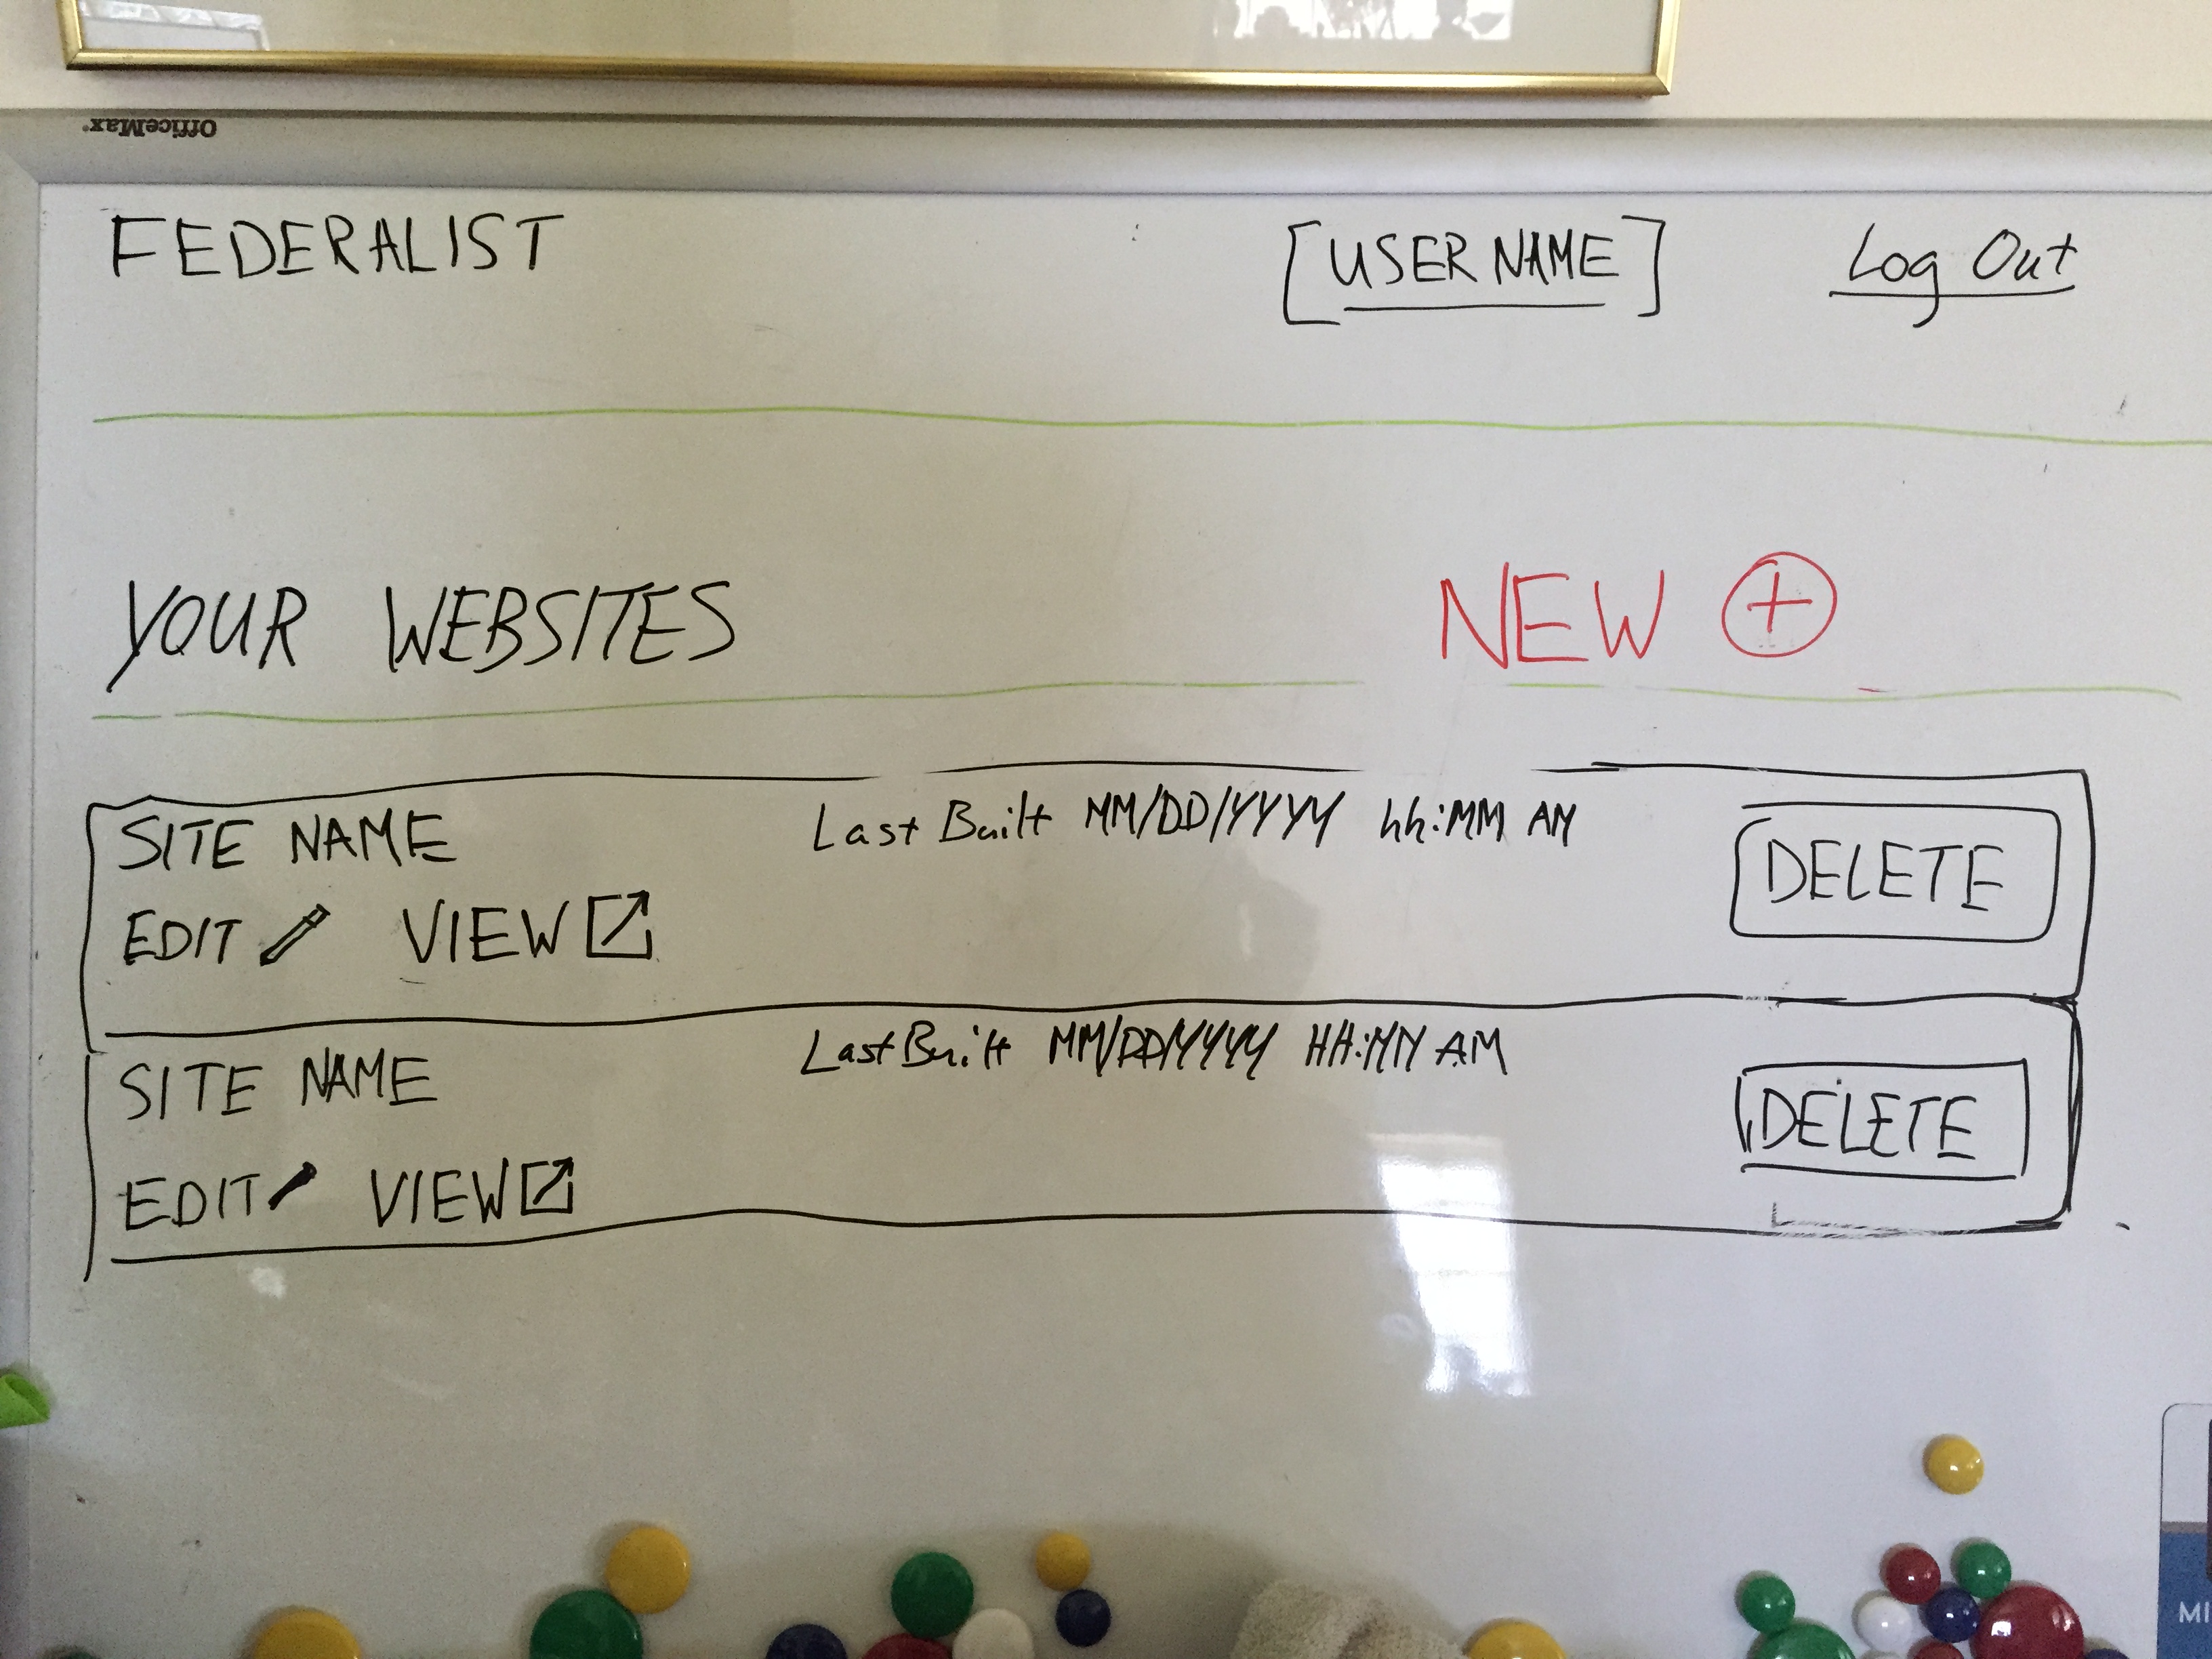 OfficeMax
FEDERALIST [USER NAME] Log Out
YOUR WEBSITES NEW +
SITE NAME Last Built MM/DD/YYYY hh:MM AM DELETE
EDIT VIEW
SITE NAME Last Built MM/DD/YYYY HH:MM AM DELETE
EDIT VIEW
MI